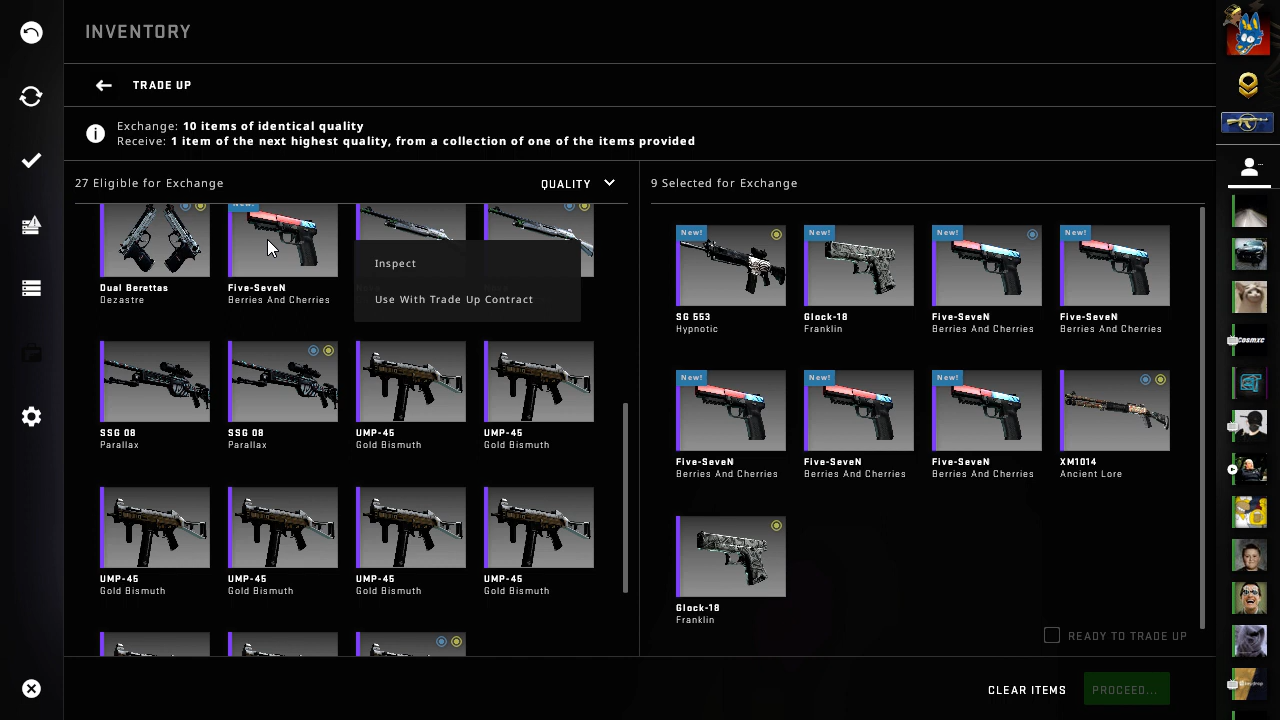 INVENTORY
TRADE UP
Exchange: 10 items of identical quality
Receive: 1 item of the next highest quality, from a collection of one of the items provided
27 Eligible for Exchange
QUALITY
9 Selected for Exchange
Dual Berettas
Dezastre
Five-SeveN
Berries And Cherries
Inspect
Use With Trade Up Contract
SSG 08
Parallax
SSG 08
Parallax
UMP-45
Gold Bismuth
UMP-45
Gold Bismuth
UMP-45
Gold Bismuth
UMP-45
Gold Bismuth
UMP-45
Gold Bismuth
UMP-45
Gold Bismuth
New!
SG 553
Hypnotic
New!
Glock-18
Franklin
New!
Five-SeveN
Berries And Cherries
New!
Five-SeveN
Berries And Cherries
New!
Five-SeveN
Berries And Cherries
New!
Five-SeveN
Berries And Cherries
New!
Five-SeveN
Berries And Cherries
XM1014
Ancient Lore
Glock-18
Franklin
READY TO TRADE UP
CLEAR ITEMS
PROCEED...